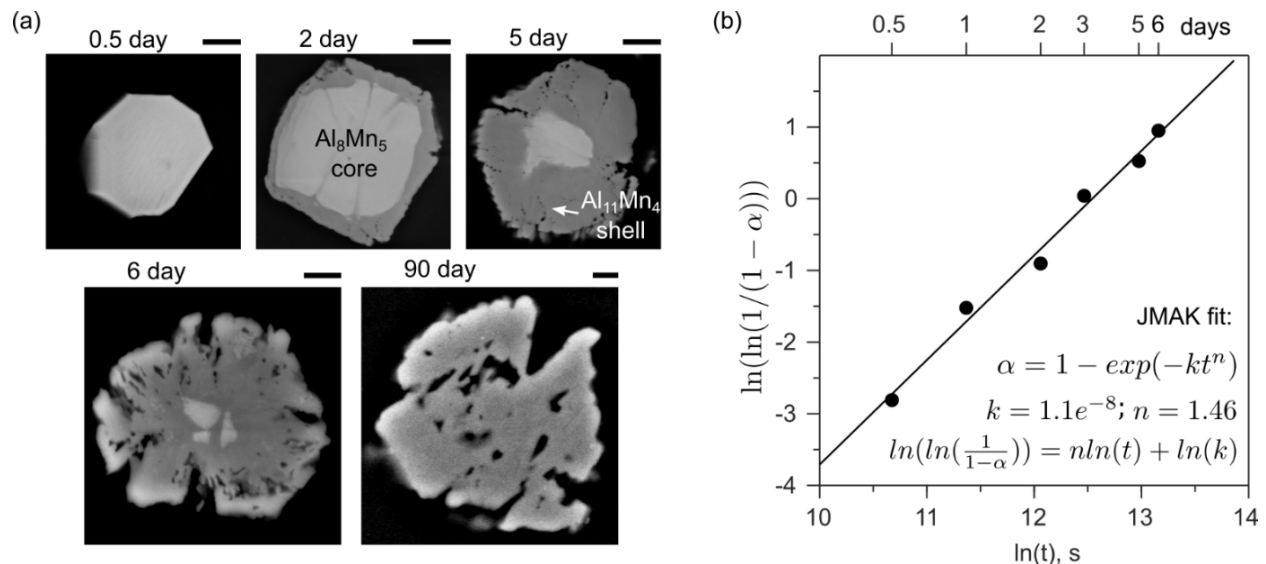 (a)
0.5 day
2 day
5 day
Al₈Mn₅
core
Al₁₁Mn₄
shell
6 day
90 day
(b)
0.5 1 2 3 5 6 days
ln(ln(1/(1 − α)))
1
0
-1
-2
-3
-4
JMAK fit:
α = 1 − exp(−ktⁿ)
k = 1.1e⁻⁸; n = 1.46
ln(ln(1/(1−α))) = nln(t) + ln(k)
10 11 12 13 14
ln(t), s